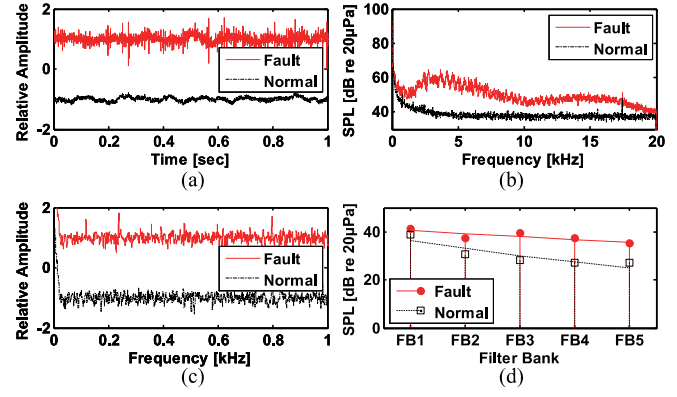 2
0
-2
Relative Amplitude
Fault
Normal
0 0.2 0.4 0.6 0.8 1
Time [sec]
(a)
100
80
60
40
SPL [dB re 20μPa]
Fault
Normal
0 5 10 15 20
Frequency [kHz]
(b)
2
0
-2
Relative Amplitude
Fault
Normal
0 0.2 0.4 0.6 0.8 1
Frequency [kHz]
(c)
40
20
0
SPL [dB re 20μPa]
Fault
Normal
FB1 FB2 FB3 FB4 FB5
Filter Bank
(d)